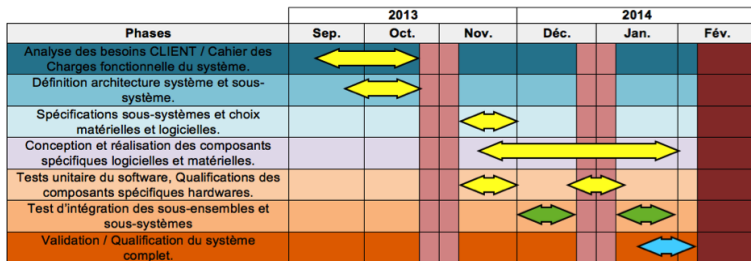 2013 2014
Phases Sep. Oct. Nov. Déc. Jan. Fév.
Analyse des besoins CLIENT / Cahier des
Charges fonctionnelle du système.
Définition architecture système et sous-
système.
Spécifications sous-systèmes et choix
matérielles et logicielles.
Conception et réalisation des composants
spécifiques logicielles et matérielles.
Tests unitaire du software, Qualifications des
composants spécifiques hardwares.
Test d'intégration des sous-ensembles et
sous-systèmes
Validation / Qualification du système
complet.